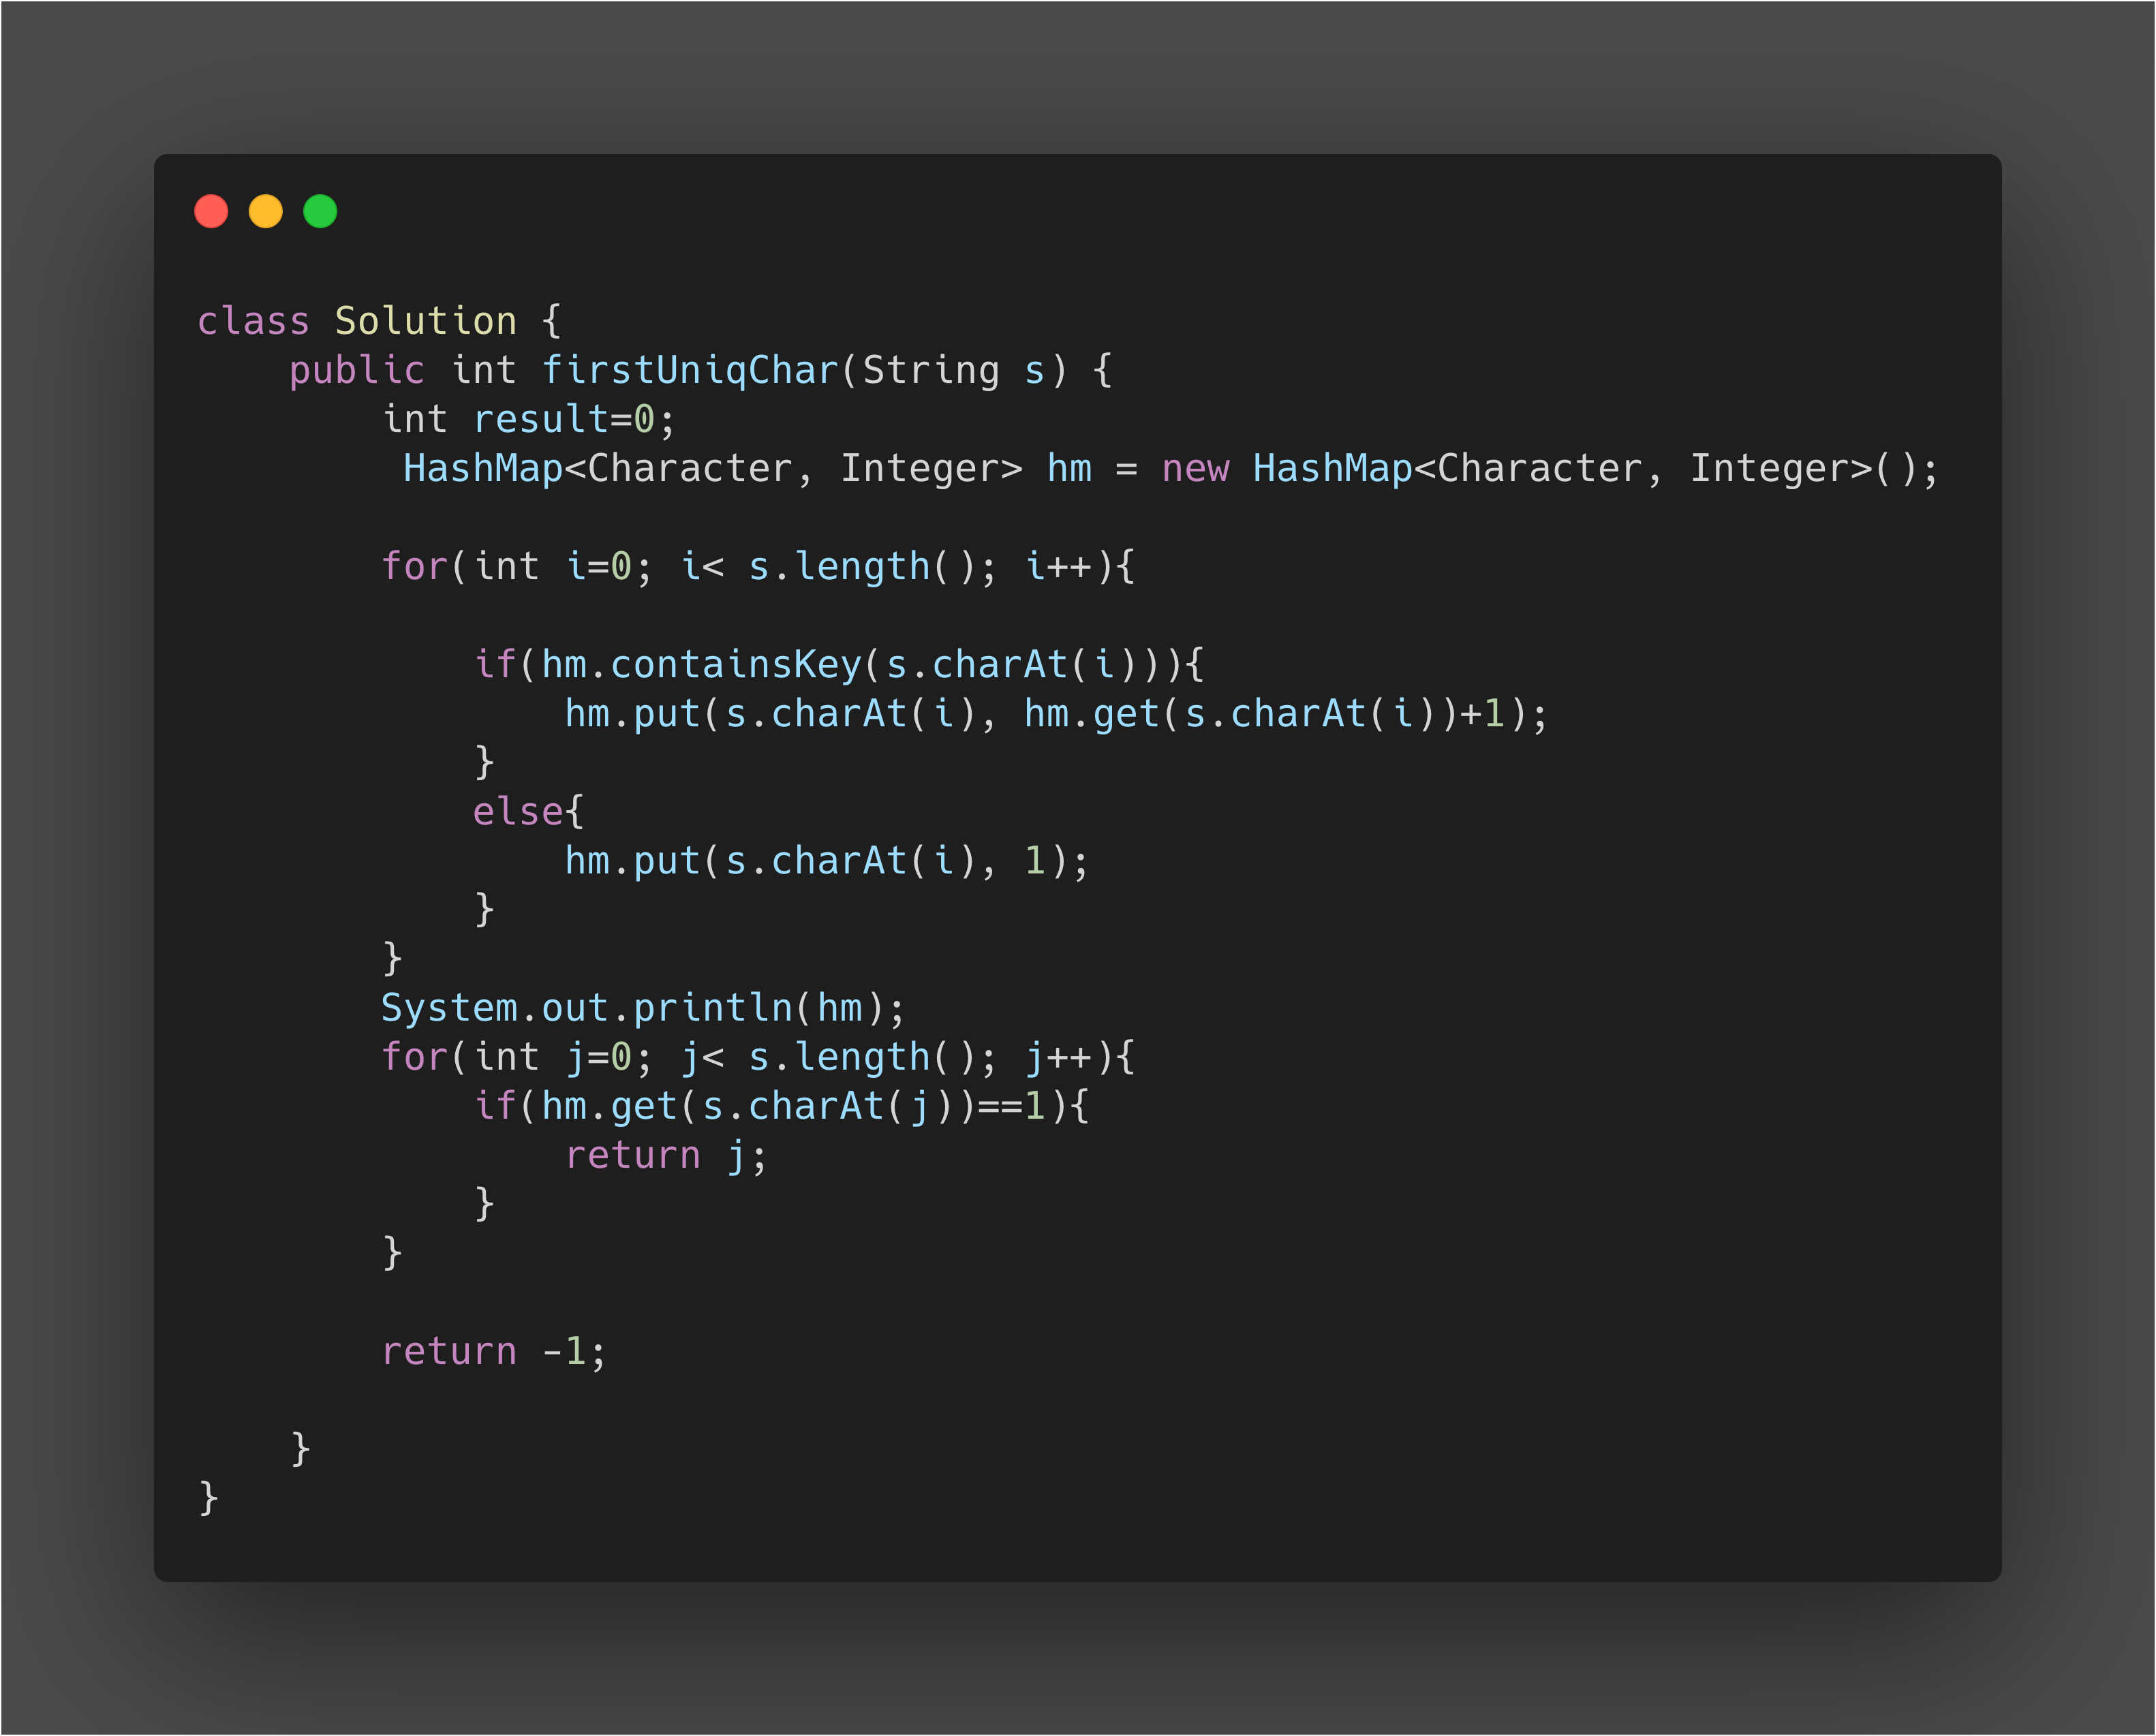 class Solution {
    public int firstUniqChar(String s) {
        int result=0;
         HashMap<Character, Integer> hm = new HashMap<Character, Integer>();

        for(int i=0; i< s.length(); i++){

            if(hm.containsKey(s.charAt(i))){
                hm.put(s.charAt(i), hm.get(s.charAt(i))+1);
            }
            else{
                hm.put(s.charAt(i), 1);
            }
        }
        System.out.println(hm);
        for(int j=0; j< s.length(); j++){
            if(hm.get(s.charAt(j))==1){
                return j;
            }
        }

        return -1;

    }
}